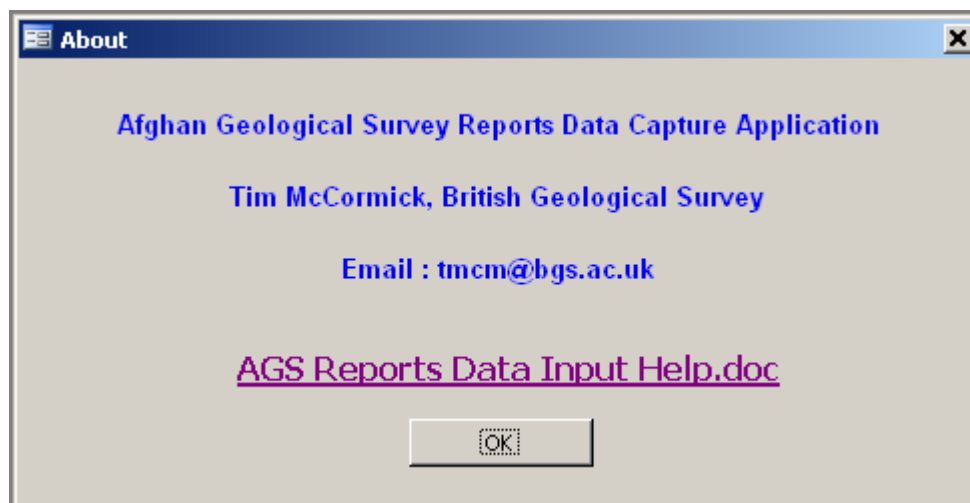 About
Afghan Geological Survey Reports Data Capture Application
Tim McCormick, British Geological Survey
Email : tmcm@bgs.ac.uk
AGS Reports Data Input Help.doc
OK